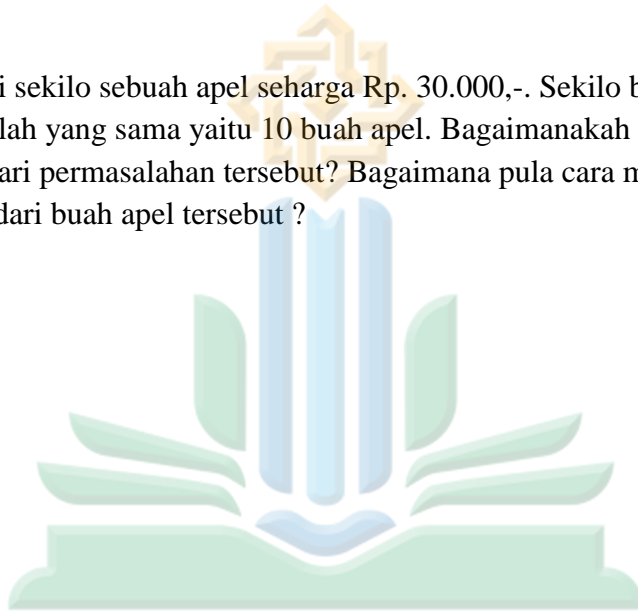 i sekilo sebuah apel seharga Rp. 30.000,-. Sekilo b
lah yang sama yaitu 10 buah apel. Bagaimanakah
ari permasalahan tersebut? Bagaimana pula cara m
dari buah apel tersebut ?